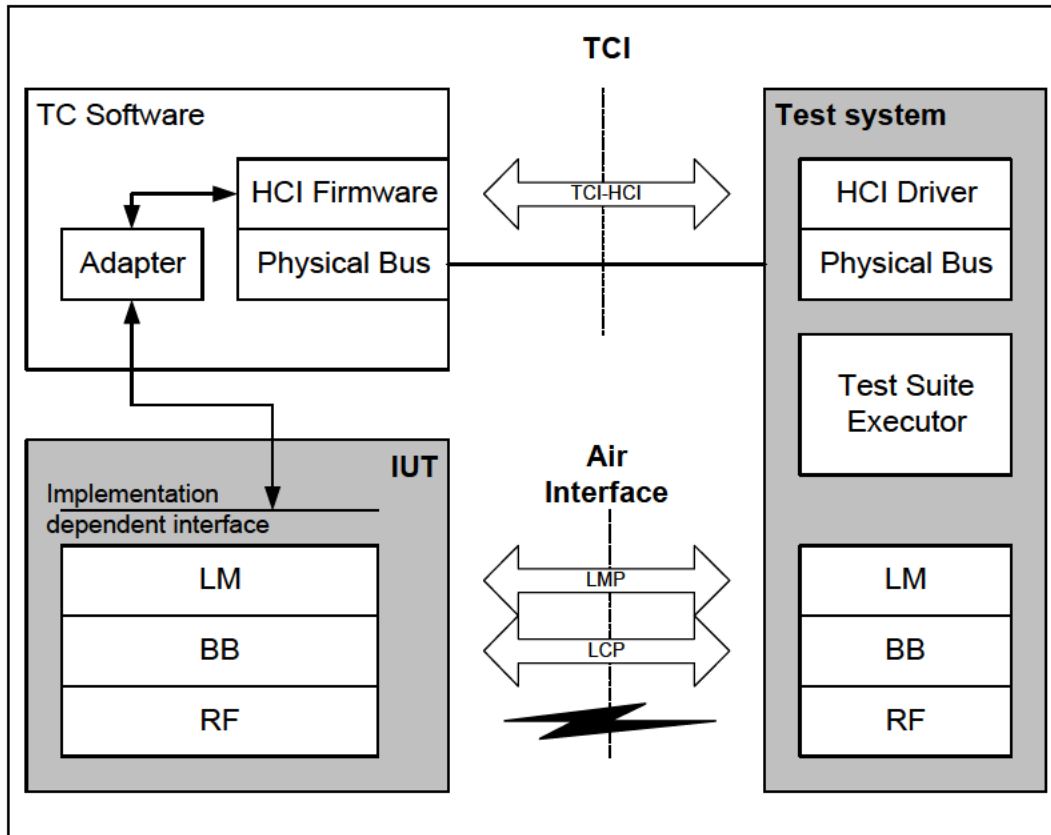 TCI
TC Software
HCI Firmware
Adapter
Physical Bus
TCI-HCI
Test system
HCI Driver
Physical Bus
Test Suite
Executor
IUT
Implementation
dependent interface
LM
BB
RF
Air
Interface
LMP
LCP
LM
BB
RF